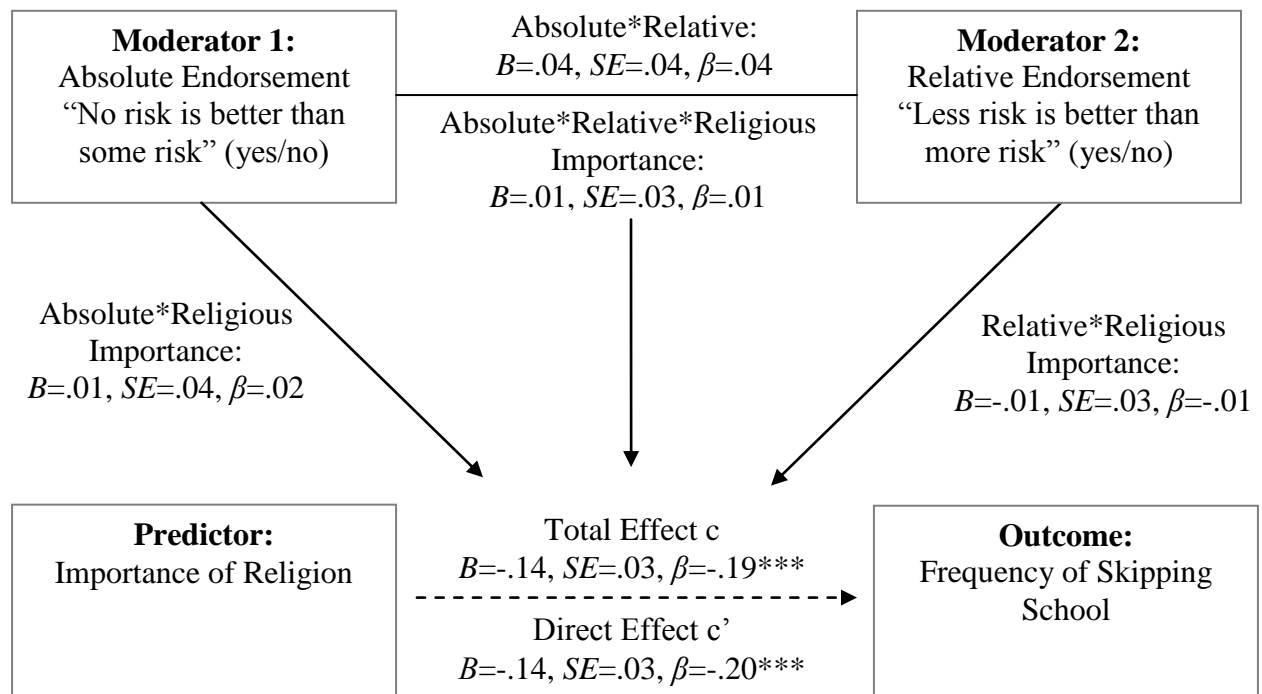 Moderator 1:
Absolute Endorsement
“No risk is better than
some risk” (yes/no)
Absolute*Relative:
B=.04, SE=.04, β=.04
Absolute*Relative*Religious
Importance:
B=.01, SE=.03, β=.01
Moderator 2:
Relative Endorsement
“Less risk is better than
more risk” (yes/no)
Absolute*Religious
Importance:
B=.01, SE=.04, β=.02
Relative*Religious
Importance:
B=-.01, SE=.03, β=-.01
Predictor:
Importance of Religion
Total Effect c
B=-.14, SE=.03, β=-.19***
Direct Effect c’
B=-.14, SE=.03, β=-.20***
Outcome:
Frequency of Skipping
School